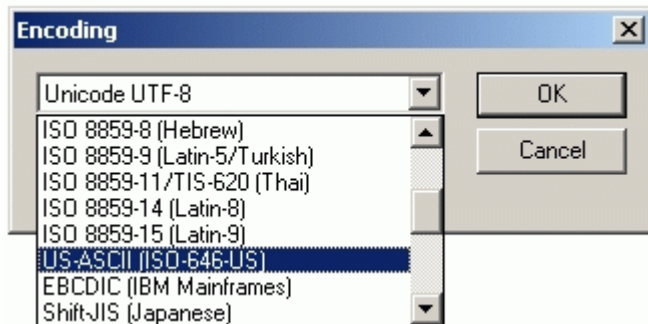 Encoding
Unicode UTF-8
OK
ISO 8859-8 (Hebrew)
ISO 8859-9 (Latin-5/Turkish)
Cancel
ISO 8859-11/TIS-620 (Thai)
ISO 8859-14 (Latin-8)
ISO 8859-15 (Latin-9)
US-ASCII (ISO-646-US)
EBCDIC (IBM Mainframes)
Shift-JIS (Japanese)